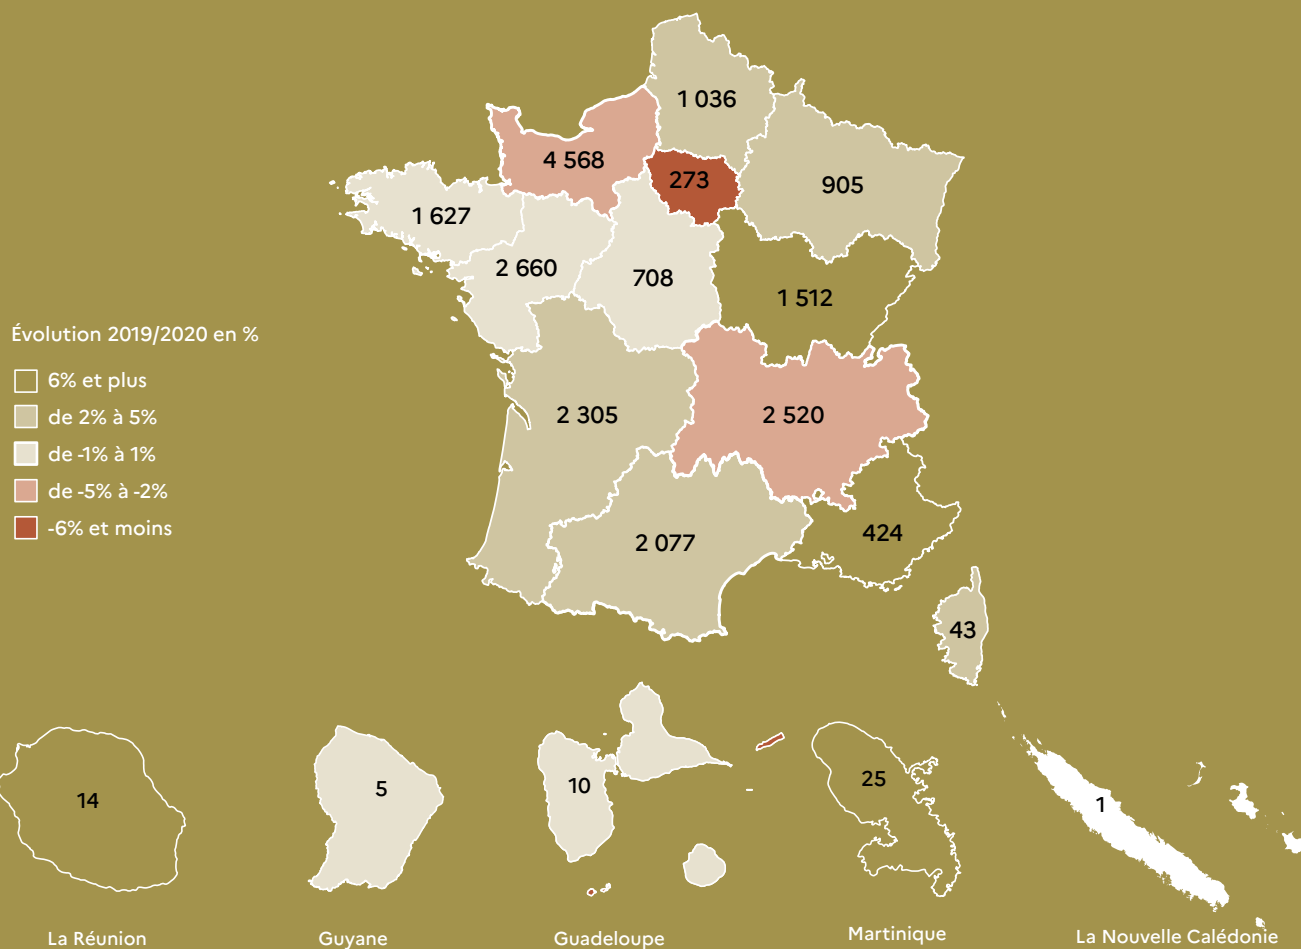 1 036
4 568
273
905
1 627
2 660
708
1 512
Évolution 2019/2020 en %
6% et plus
de 2% à 5%
de -1% à 1%
de -5% à -2%
-6% et moins
2 305
2 520
2 077
424
43
14
5
10
25
1
La Réunion
Guyane
Guadeloupe
Martinique
La Nouvelle Calédonie